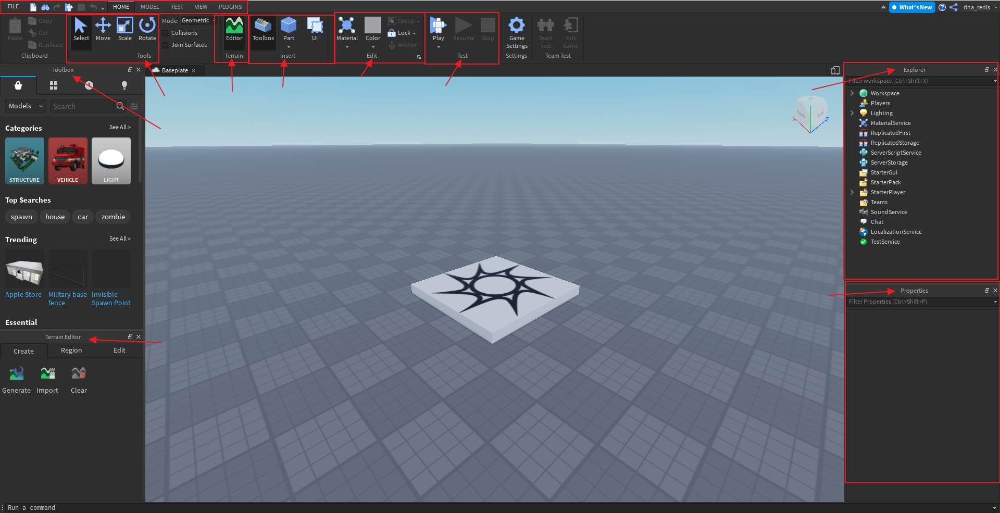 FILE HOME MODEL TEST VIEW PLUGINS
What's New rina_redis
Paste
Copy
Cut
Duplicate
Clipboard
Select Move Scale Rotate
Tools
Mode: Geometric
Collisions
Join Surfaces
Editor
Terrain
Toolbox Part UI
Insert
Material Color
Group
Lock
Anchor
Edit
Play Resume Stop
Test
Game
Settings
Settings
Team
Test
Exit
Game
Team Test
Toolbox
Models Search
Categories See All >
STRUCTURE VEHICLE LIGHT
Top Searches
spawn house car zombie
Trending See All >
Apple Store
Military base
fence
Invisible
Spawn Point
Essential
Terrain Editor
Create Region Edit
Generate Import Clear
Baseplate
Y
X
Z
Left
Explorer
Filter workspace (Ctrl+Shift+X)
Workspace
Players
Lighting
MaterialService
ReplicatedFirst
ReplicatedStorage
ServerScriptService
ServerStorage
StarterGui
StarterPack
StarterPlayer
Teams
SoundService
Chat
LocalizationService
TestService
Properties
Filter Properties (Ctrl+Shift+P)
Run a command